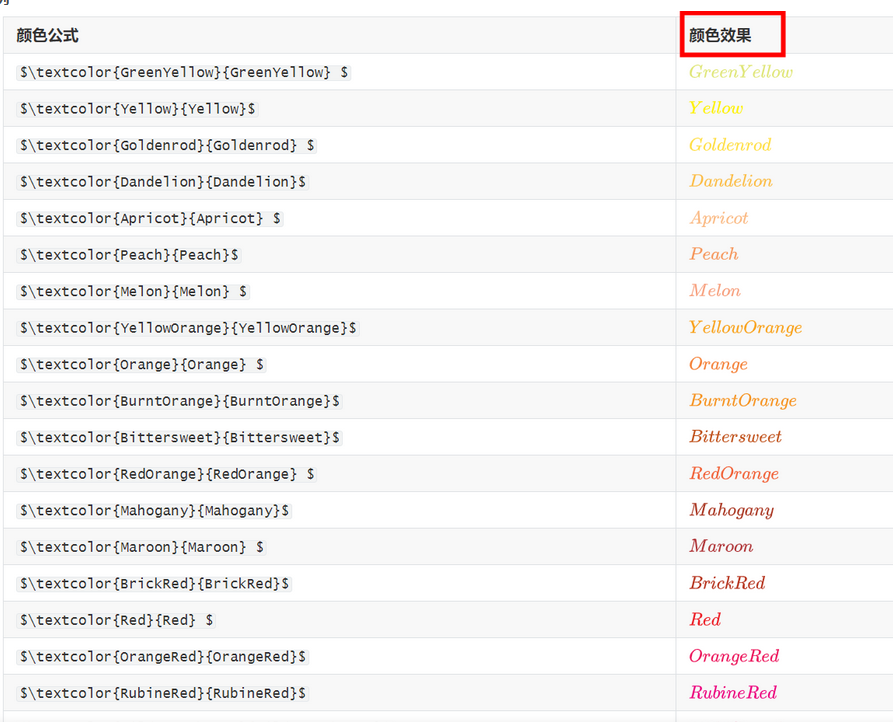 颜色公式 颜色效果
$\textcolor{GreenYellow}{GreenYellow} $ GreenYellow
$\textcolor{Yellow}{Yellow}$ Yellow
$\textcolor{Goldenrod}{Goldenrod} $ Goldenrod
$\textcolor{Dandelion}{Dandelion}$ Dandelion
$\textcolor{Apricot}{Apricot} $ Apricot
$\textcolor{Peach}{Peach}$ Peach
$\textcolor{Melon}{Melon} $ Melon
$\textcolor{YellowOrange}{YellowOrange}$ YellowOrange
$\textcolor{Orange}{Orange} $ Orange
$\textcolor{BurntOrange}{BurntOrange}$ BurntOrange
$\textcolor{Bittersweet}{Bittersweet}$ Bittersweet
$\textcolor{RedOrange}{RedOrange} $ RedOrange
$\textcolor{Mahogany}{Mahogany}$ Mahogany
$\textcolor{Maroon}{Maroon} $ Maroon
$\textcolor{BrickRed}{BrickRed}$ BrickRed
$\textcolor{Red}{Red} $ Red
$\textcolor{OrangeRed}{OrangeRed}$ OrangeRed
$\textcolor{RubineRed}{RubineRed}$ RubineRed